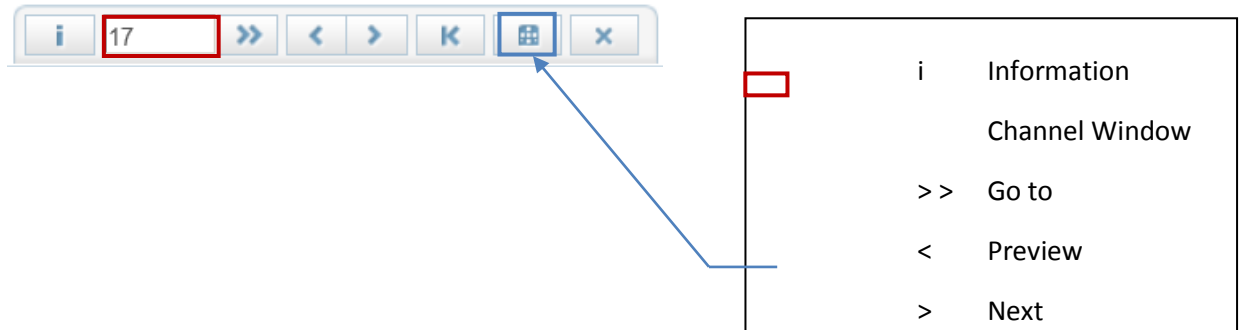 i 17 >> < > K x
i Information
Channel Window
> > Go to
< Preview
> Next